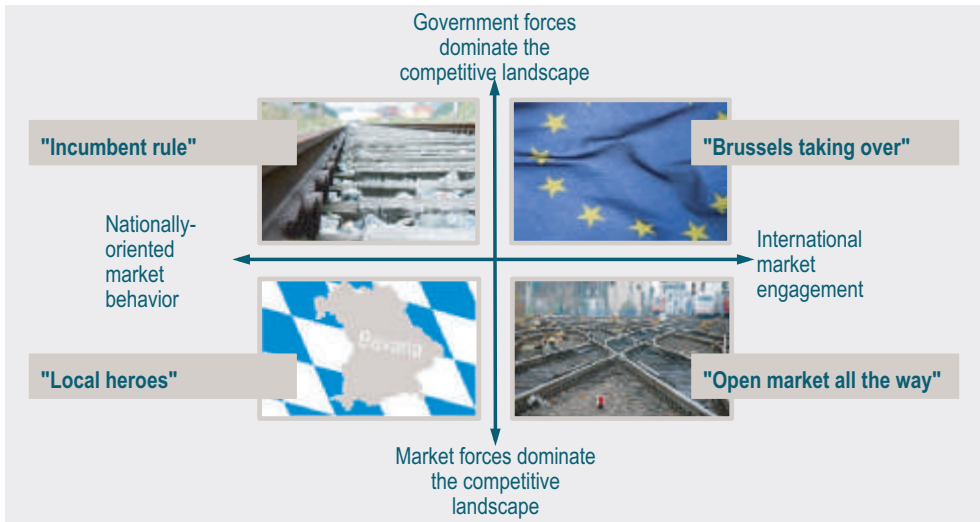 Government forces
dominate the
competitive landscape
"Incumbent rule"
"Brussels taking over"
Nationally-
oriented
market
behavior
International
market
engagement
Bavaria
"Local heroes"
"Open market all the way"
Market forces dominate
the competitive
landscape